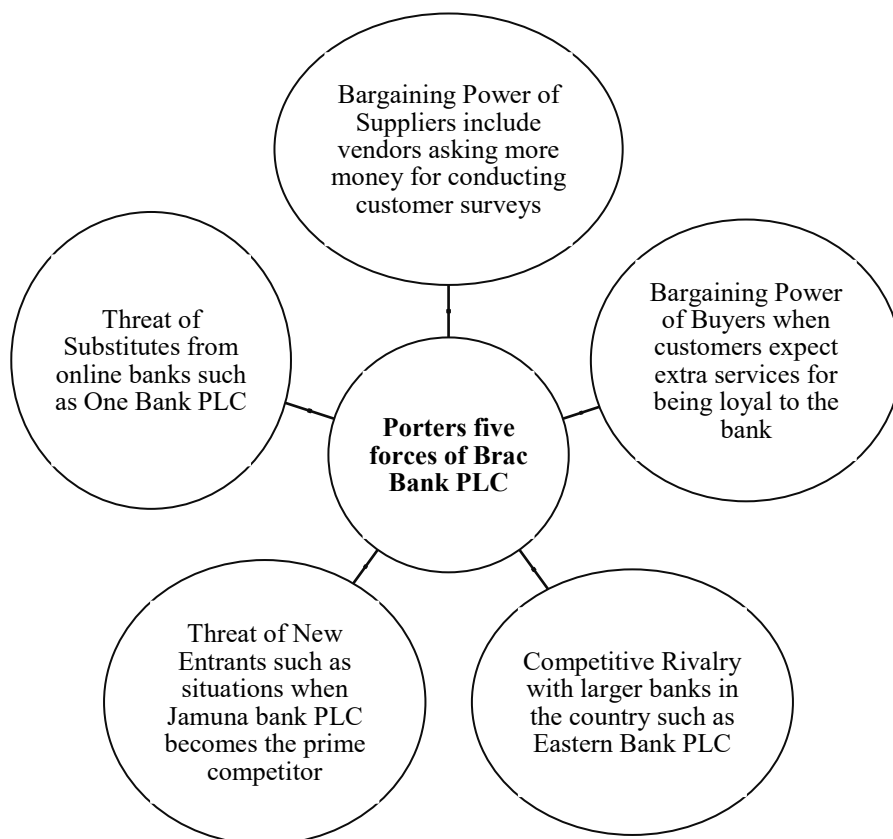 Bargaining Power of
Suppliers include
vendors asking more
money for conducting
customer surveys
Threat of
Substitutes from
online banks such
as One Bank PLC
Bargaining Power
of Buyers when
customers expect
extra services for
being loyal to the
bank
Porters five
forces of Brac
Bank PLC
Threat of New
Entrants such as
situations when
Jamuna bank PLC
becomes the prime
competitor
Competitive Rivalry
with larger banks in
the country such as
Eastern Bank PLC